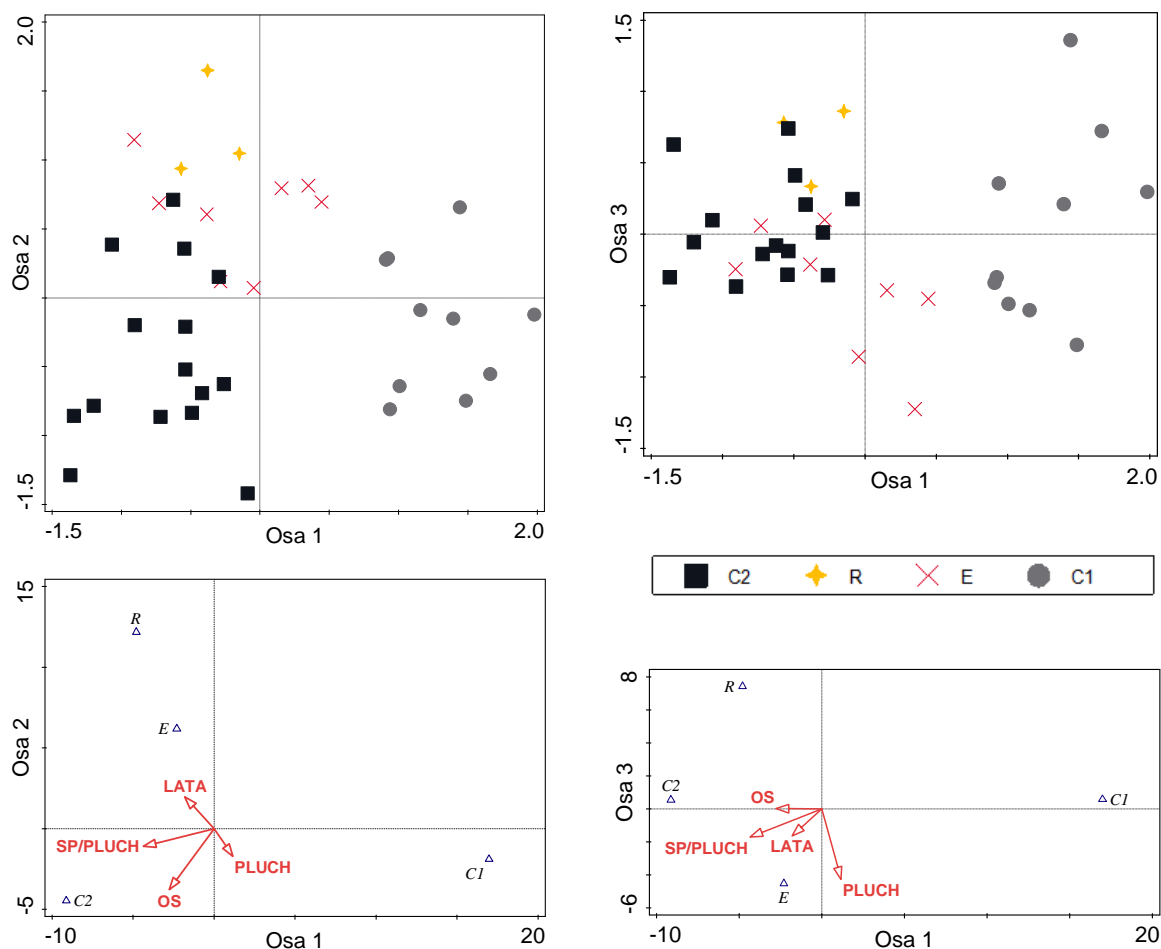 2.0
Osa 2
-1.5
-1.5
Osa 1
2.0
1.5
Osa 3
-1.5
-1.5
Osa 1
2.0
C2 R E C1
15
Osa 2
-5
R
E
LATA
SP/PLUCH
PLUCH
OS
C2
C1
-10
Osa 1
20
8
Osa 3
-6
R
C2
OS
C1
SP/PLUCH
LATA
PLUCH
E
-10
Osa 1
20